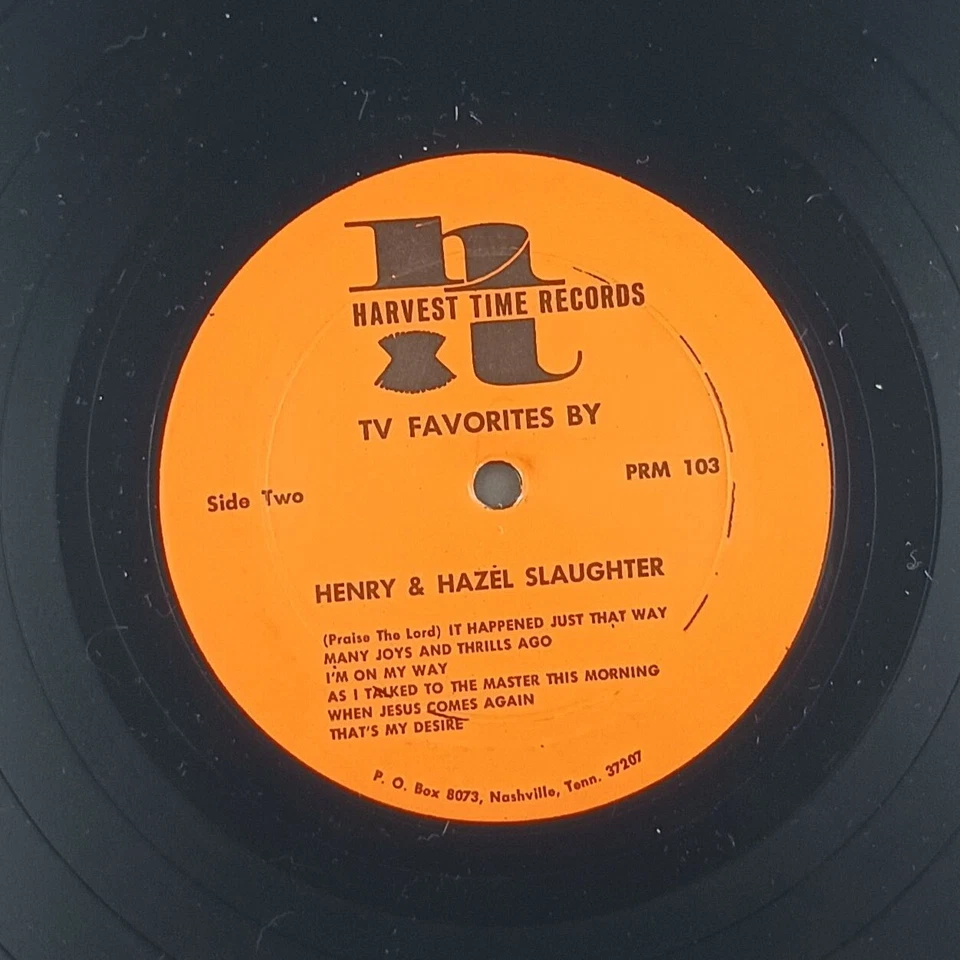 h
HARVEST TIME RECORDS
t
TV FAVORITES BY
Side Two
PRM 103
HENRY & HAZEL SLAUGHTER
(Praise The Lord) IT HAPPENED JUST THAT WAY
MANY JOYS AND THRILLS AGO
I'M ON MY WAY
AS I TALKED TO THE MASTER THIS MORNING
WHEN JESUS COMES AGAIN
THAT'S MY DESIRE
P. O. Box 8073, Nashville, Tenn. 37207